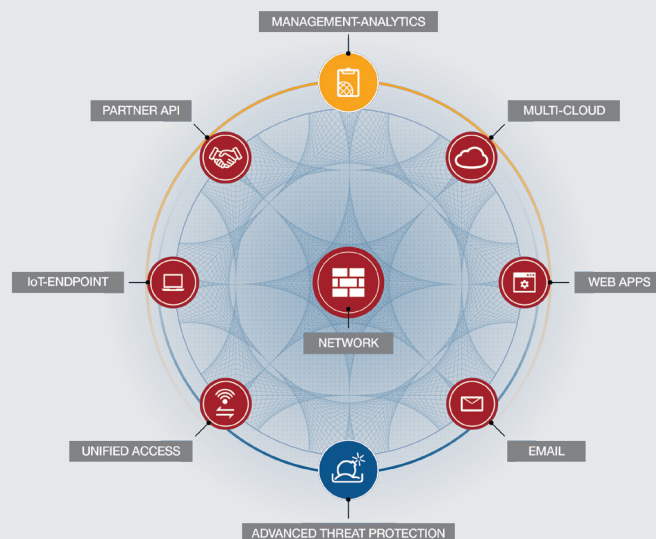 MANAGEMENT-ANALYTICS
PARTNER API
MULTI-CLOUD
IoT-ENDPOINT
WEB APPS
NETWORK
UNIFIED ACCESS
EMAIL
ADVANCED THREAT PROTECTION